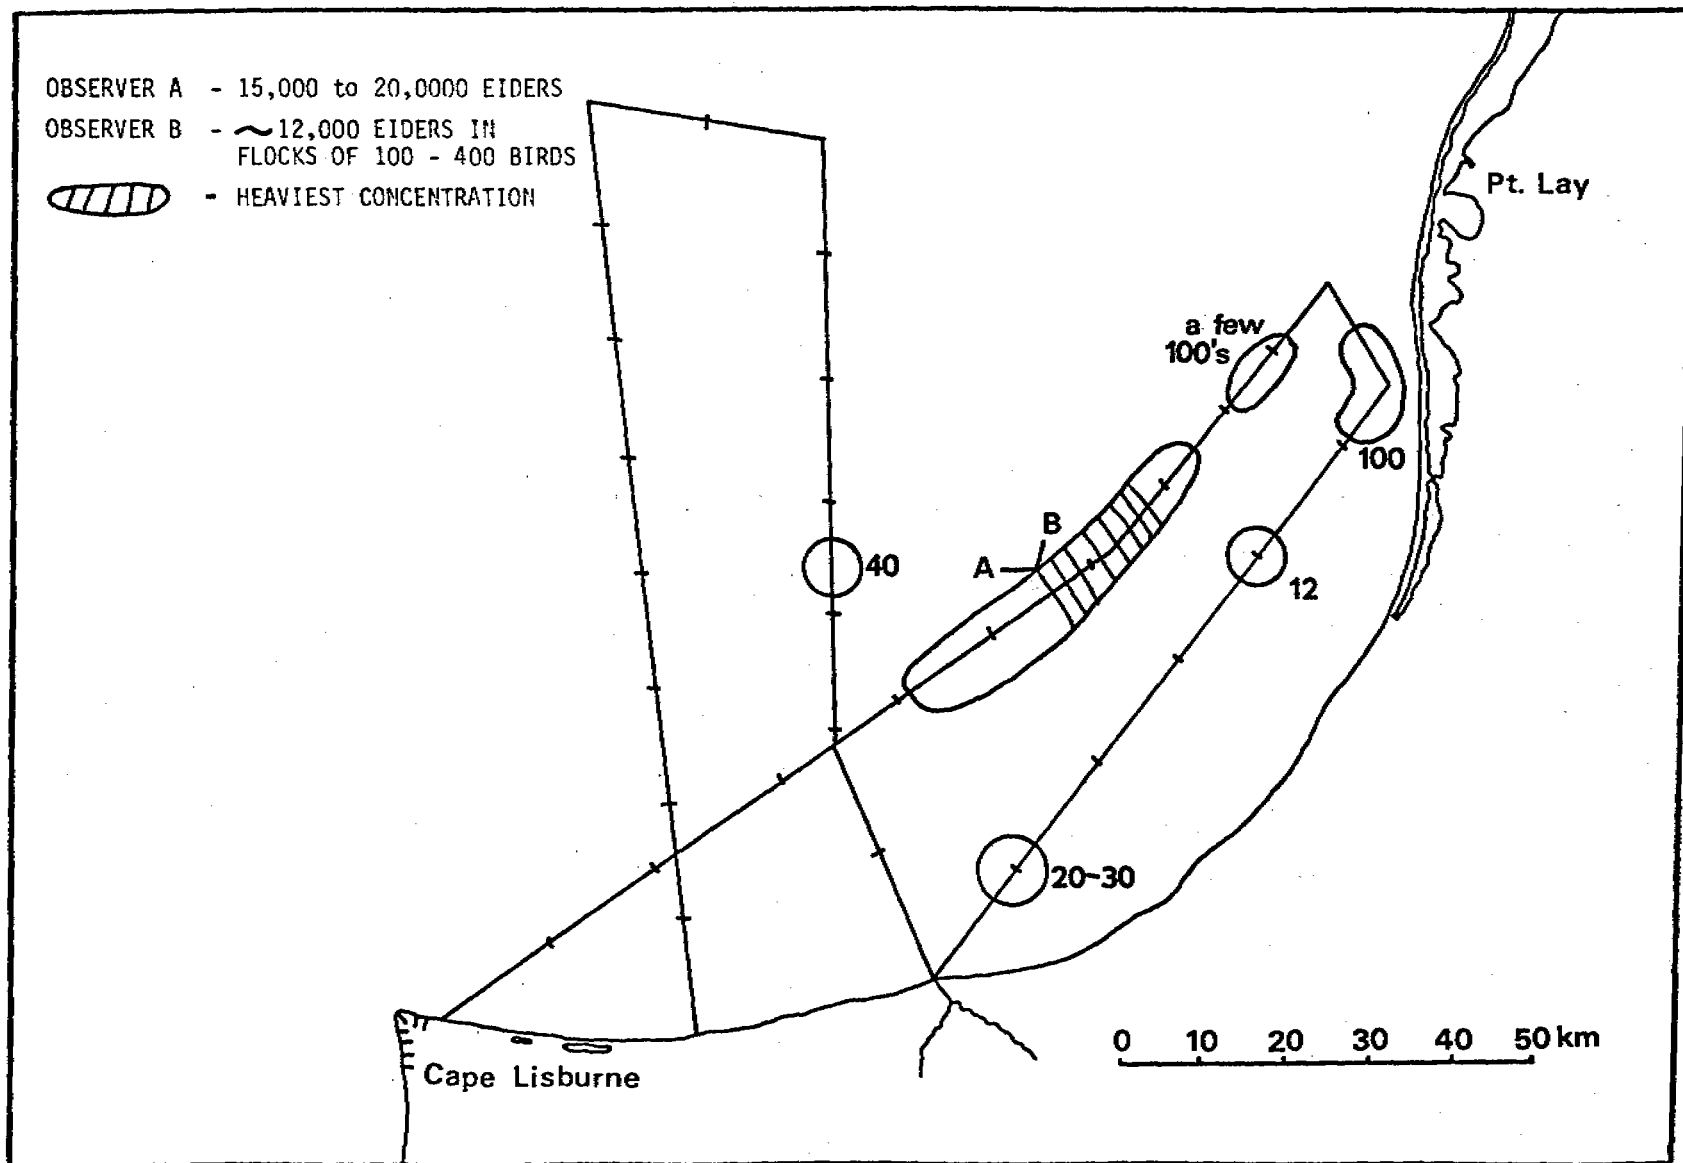 OBSERVER A - 15,000 to 20,0000 EIDERS
OBSERVER B - ~12,000 EIDERS IN
FLOCKS OF 100 - 400 BIRDS
- HEAVIEST CONCENTRATION
Pt. Lay
a few
100's
100
B
A
40
12
20-30
0 10 20 30 40 50 km
Cape Lisburne